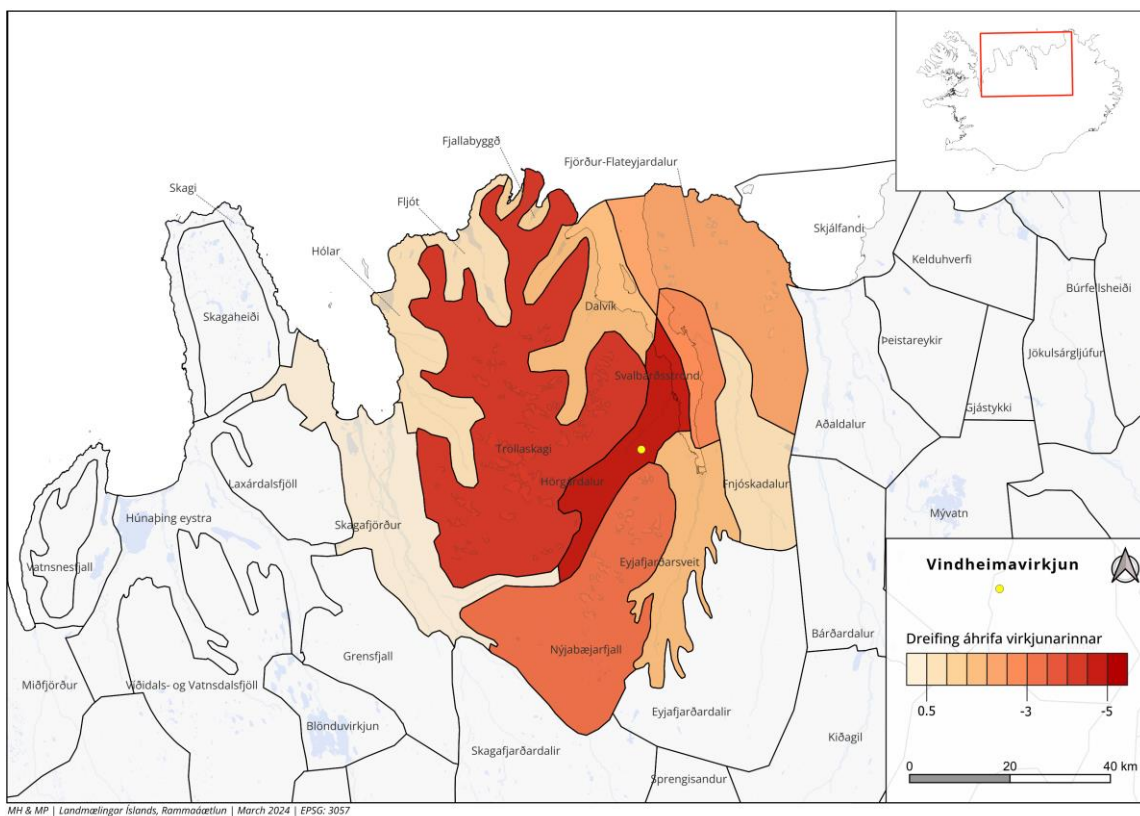 Fjallabyggð
Fjörður-Flateyjardalur
Skagi
Fljót
Skjálfandi
Hólar
Kelduhverfi
Búrfellsheiði
Skagaheiði
Dalvík
Þeistareykir
Jökulsárgljúfur
Svalbarðsströnd
Gjástykki
Aðaldalur
Tröllaskagi
Laxárdalsfjöll
Hörgárdalur
Fnjóskadalur
Mývatn
Húnaþing eystra
Skagafjörður
Vatnsnesfjall
Eyjafjarðarsveit
Vindheimavirkjun
Bárðardalur
Dreifing áhrifa virkjunarinnar
Nýjabæjarfjall
Grensfjall
Miðfjörður
Víðidals- og Vatnsdalsfjöll
0.5 -3 -5
Eyjafjarðardalir
Blönduvirkjun
Kiðagil
Skagafjarðardalir
0 20 40 km
Sprengisandur
MH & MP | Landmælingar Íslands, Rammaáætlun | March 2024 | EPSG: 3057